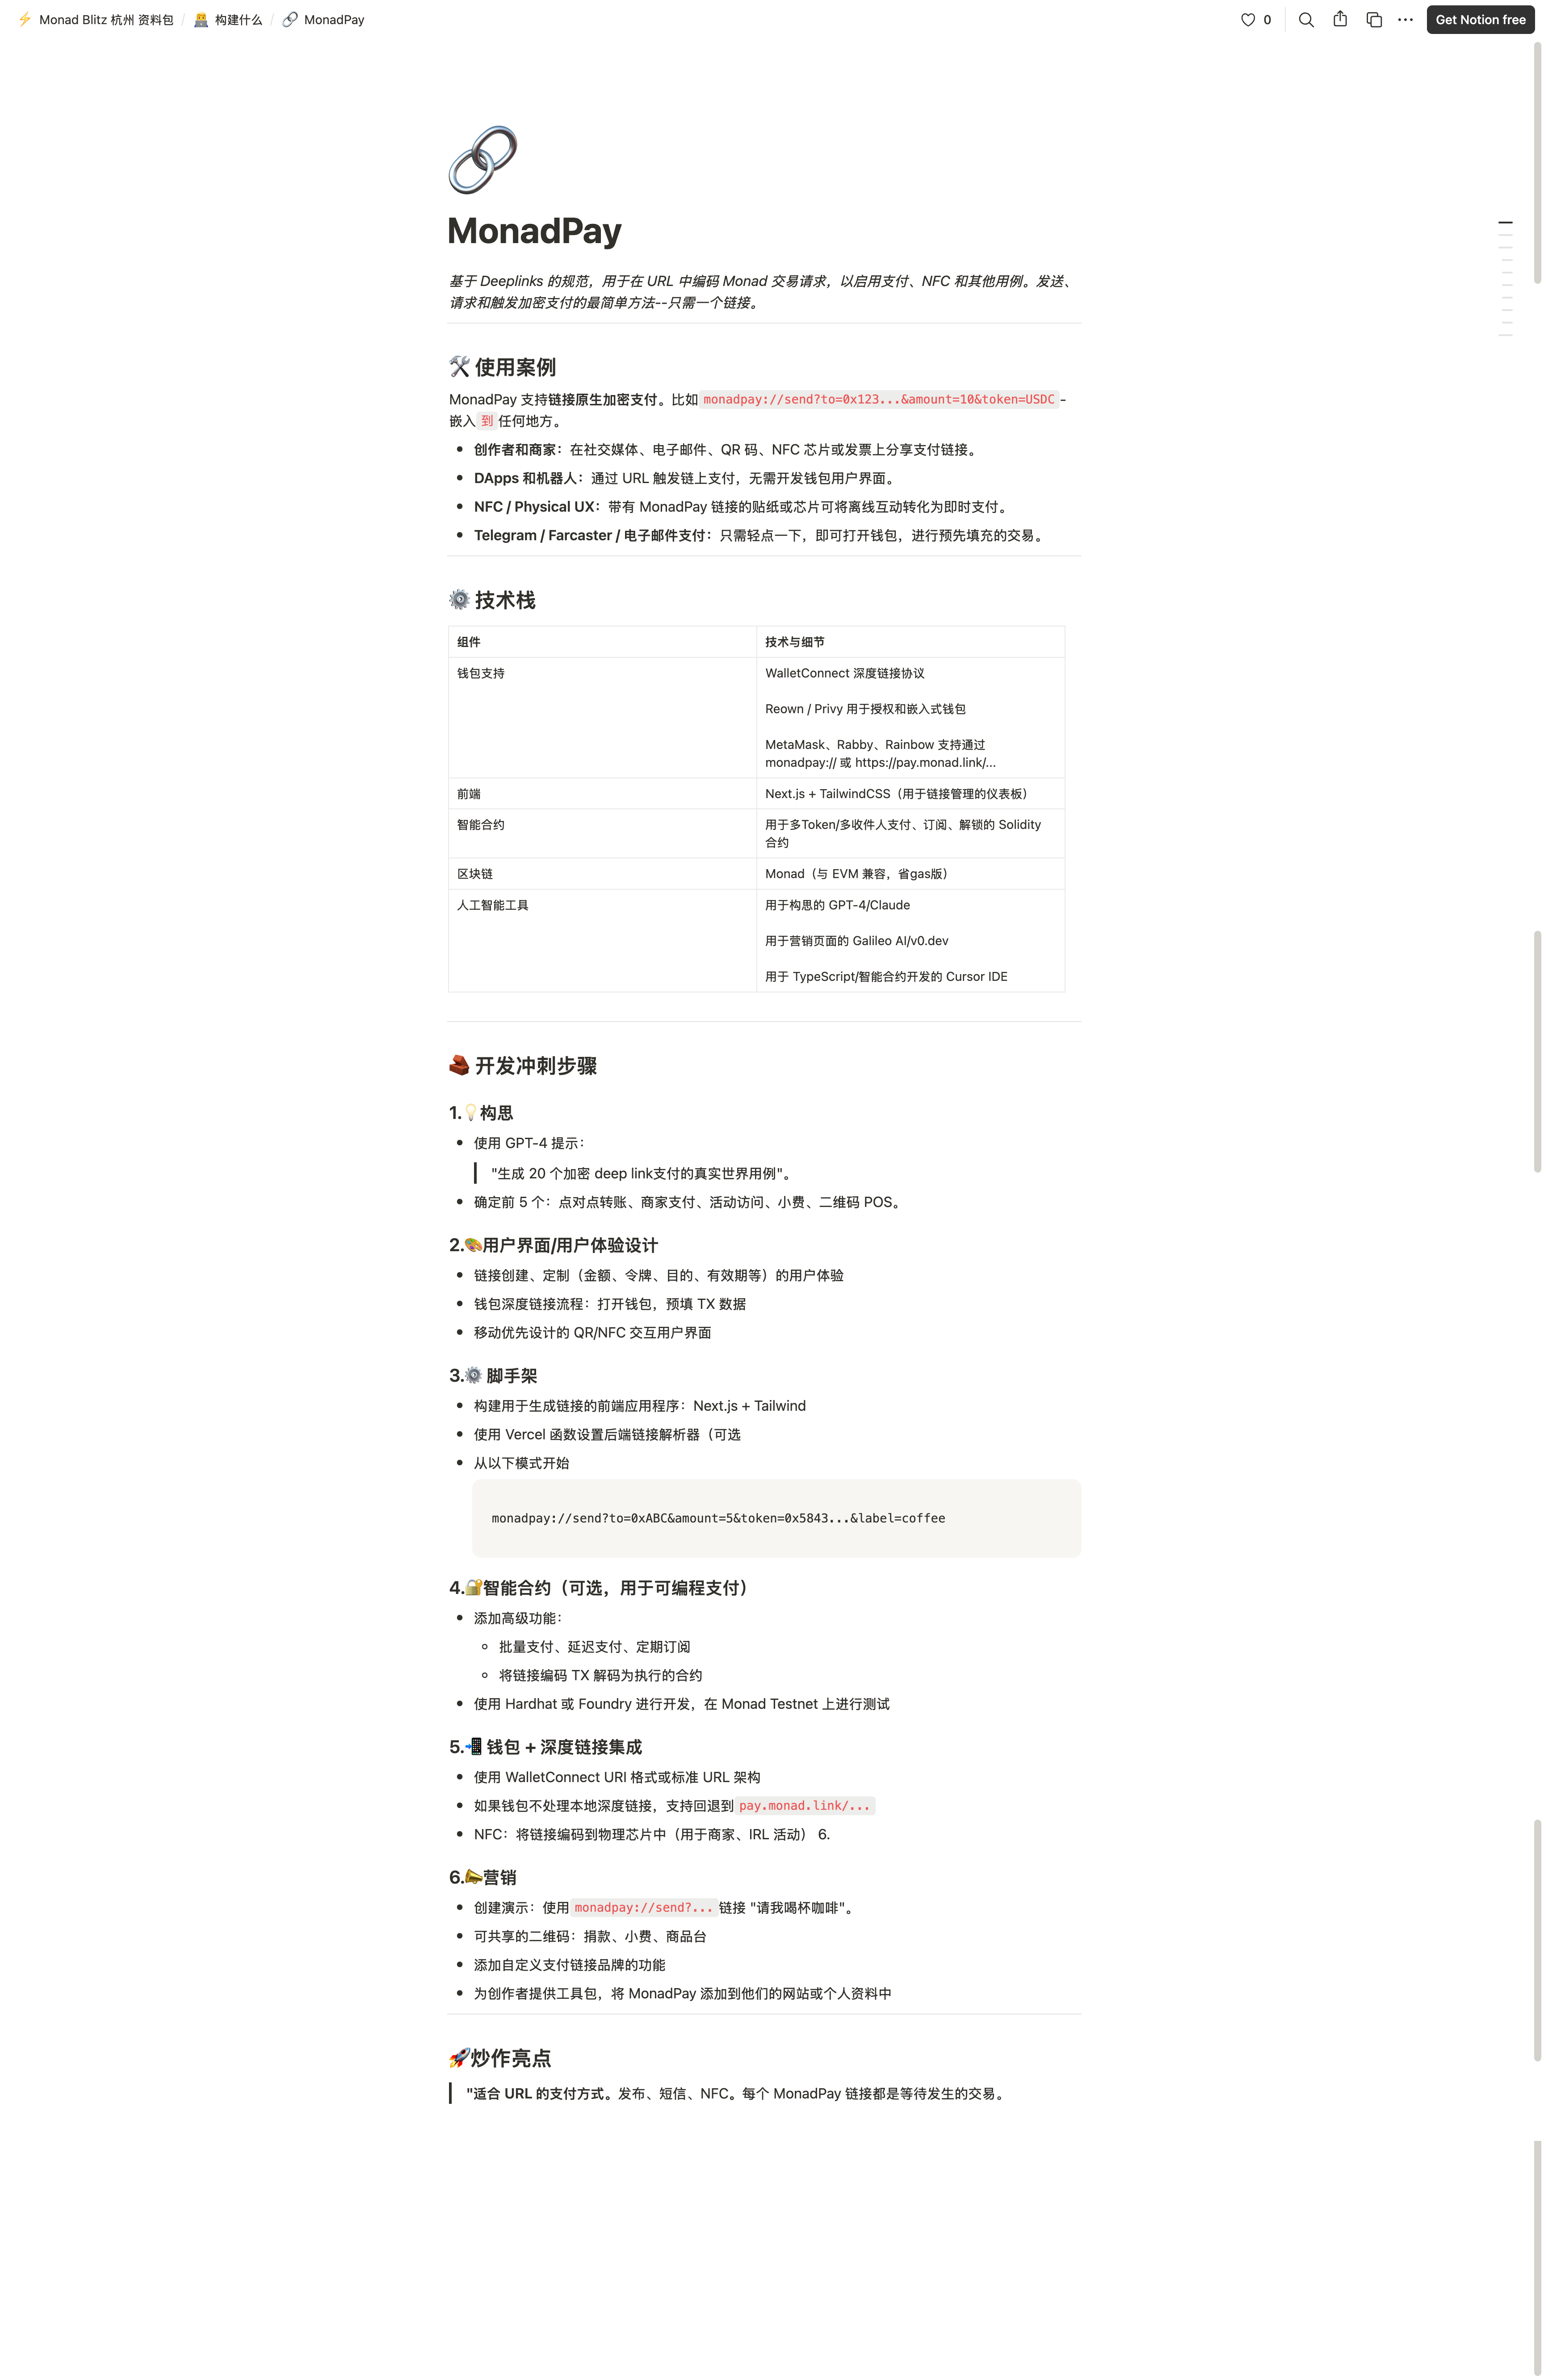 Monad Blitz 杭州 资料包 / 构建什么 / MonadPay
0
Get Notion free
MonadPay
基于 Deeplinks 的规范，用于在 URL 中编码 Monad 交易请求，以启用支付、NFC 和其他用例。发送、
请求和触发加密支付的最简单方法--只需一个链接。
使用案例
MonadPay 支持链接原生加密支付。比如 monadpay://send?to=0x123...&amount=10&token=USDC -
嵌入 到 任何地方。
创作者和商家：在社交媒体、电子邮件、QR 码、NFC 芯片或发票上分享支付链接。
DApps 和机器人：通过 URL 触发链上支付，无需开发钱包用户界面。
NFC / Physical UX：带有 MonadPay 链接的贴纸或芯片可将离线互动转化为即时支付。
Telegram / Farcaster / 电子邮件支付：只需轻点一下，即可打开钱包，进行预先填充的交易。
技术栈
组件
技术与细节
钱包支持
WalletConnect 深度链接协议
Reown / Privy 用于授权和嵌入式钱包
MetaMask、Rabby、Rainbow 支持通过
monadpay:// 或 https://pay.monad.link/...
前端
Next.js + TailwindCSS（用于链接管理的仪表板）
智能合约
用于多Token/多收件人支付、订阅、解锁的 Solidity
合约
区块链
Monad（与 EVM 兼容，省gas版）
人工智能工具
用于构思的 GPT-4/Claude
用于营销页面的 Galileo AI/v0.dev
用于 TypeScript/智能合约开发的 Cursor IDE
开发冲刺步骤
1.💡构思
使用 GPT-4 提示：
"生成 20 个加密 deep link支付的真实世界用例"。
确定前 5 个：点对点转账、商家支付、活动访问、小费、二维码 POS。
2.🎨用户界面/用户体验设计
链接创建、定制（金额、令牌、目的、有效期等）的用户体验
钱包深度链接流程：打开钱包，预填 TX 数据
移动优先设计的 QR/NFC 交互用户界面
3.⚙️ 脚手架
构建用于生成链接的前端应用程序：Next.js + Tailwind
使用 Vercel 函数设置后端链接解析器（可选
从以下模式开始
monadpay://send?to=0xABC&amount=5&token=0x5843...&label=coffee
4.🔐智能合约（可选，用于可编程支付）
添加高级功能：
批量支付、延迟支付、定期订阅
将链接编码 TX 解码为执行的合约
使用 Hardhat 或 Foundry 进行开发，在 Monad Testnet 上进行测试
5.📲 钱包 + 深度链接集成
使用 WalletConnect URI 格式或标准 URL 架构
如果钱包不处理本地深度链接，支持回退到 pay.monad.link/...
NFC：将链接编码到物理芯片中（用于商家、IRL 活动） 6.
6.📣营销
创建演示：使用 monadpay://send?... 链接 "请我喝杯咖啡"。
可共享的二维码：捐款、小费、商品台
添加自定义支付链接品牌的功能
为创作者提供工具包，将 MonadPay 添加到他们的网站或个人资料中
🚀炒作亮点
"适合 URL 的支付方式。发布、短信、NFC。每个 MonadPay 链接都是等待发生的交易。